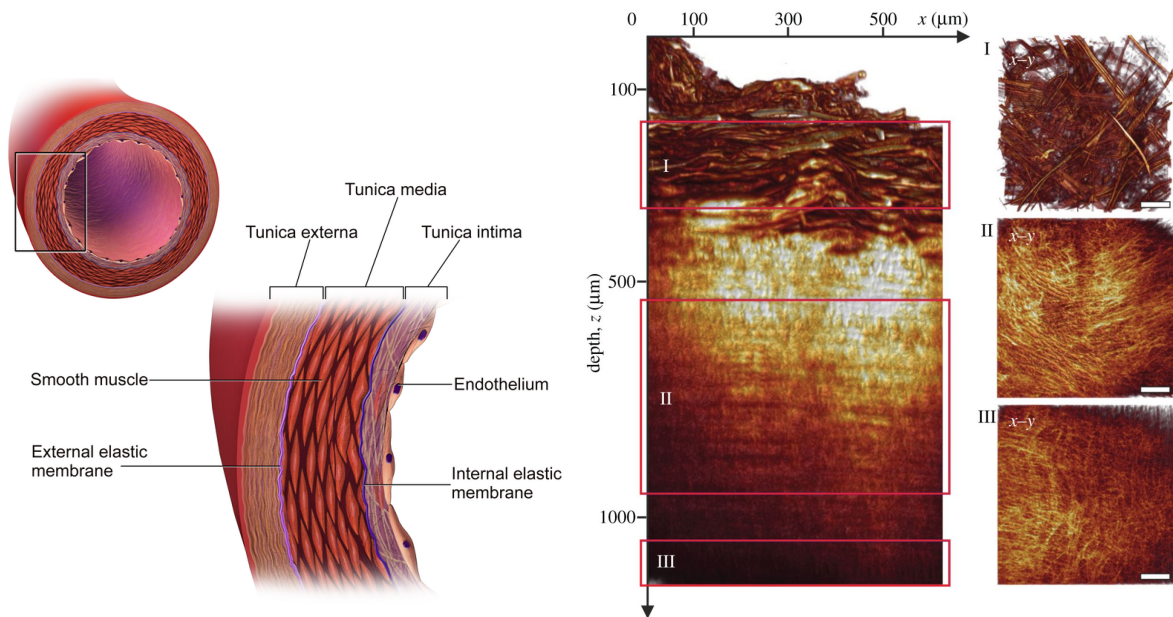 Tunica media
Tunica externa
Tunica intima
Smooth muscle
Endothelium
External elastic
membrane
Internal elastic
membrane
0
100
300
500
x (μm)
100
500
1000
depth, z (μm)
I
II
III
I
x–y
II
x–y
III
x–y